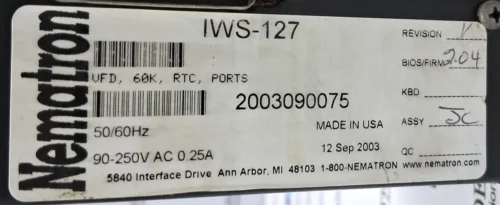 Nematron
IWS-127
VFD, 60K, RTC, PORTS
2003090075
50/60Hz
MADE IN USA
90-250V AC 0.25A
12 Sep 2003
5840 Interface Drive Ann Arbor, MI 48103 1-800-NEMATRON www.nematron.com
REVISION
BIOS/FIRM 2.04
KBD
ASSY JC
QC